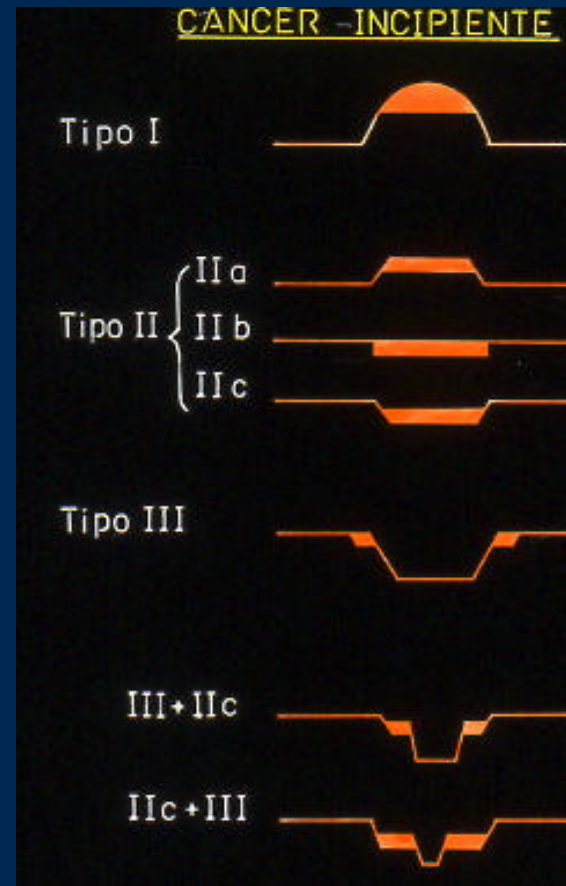 CANCER - INCIPIENTE
Tipo I
IIa
Tipo II
IIb
IIc
Tipo III
III+IIc
IIc+III